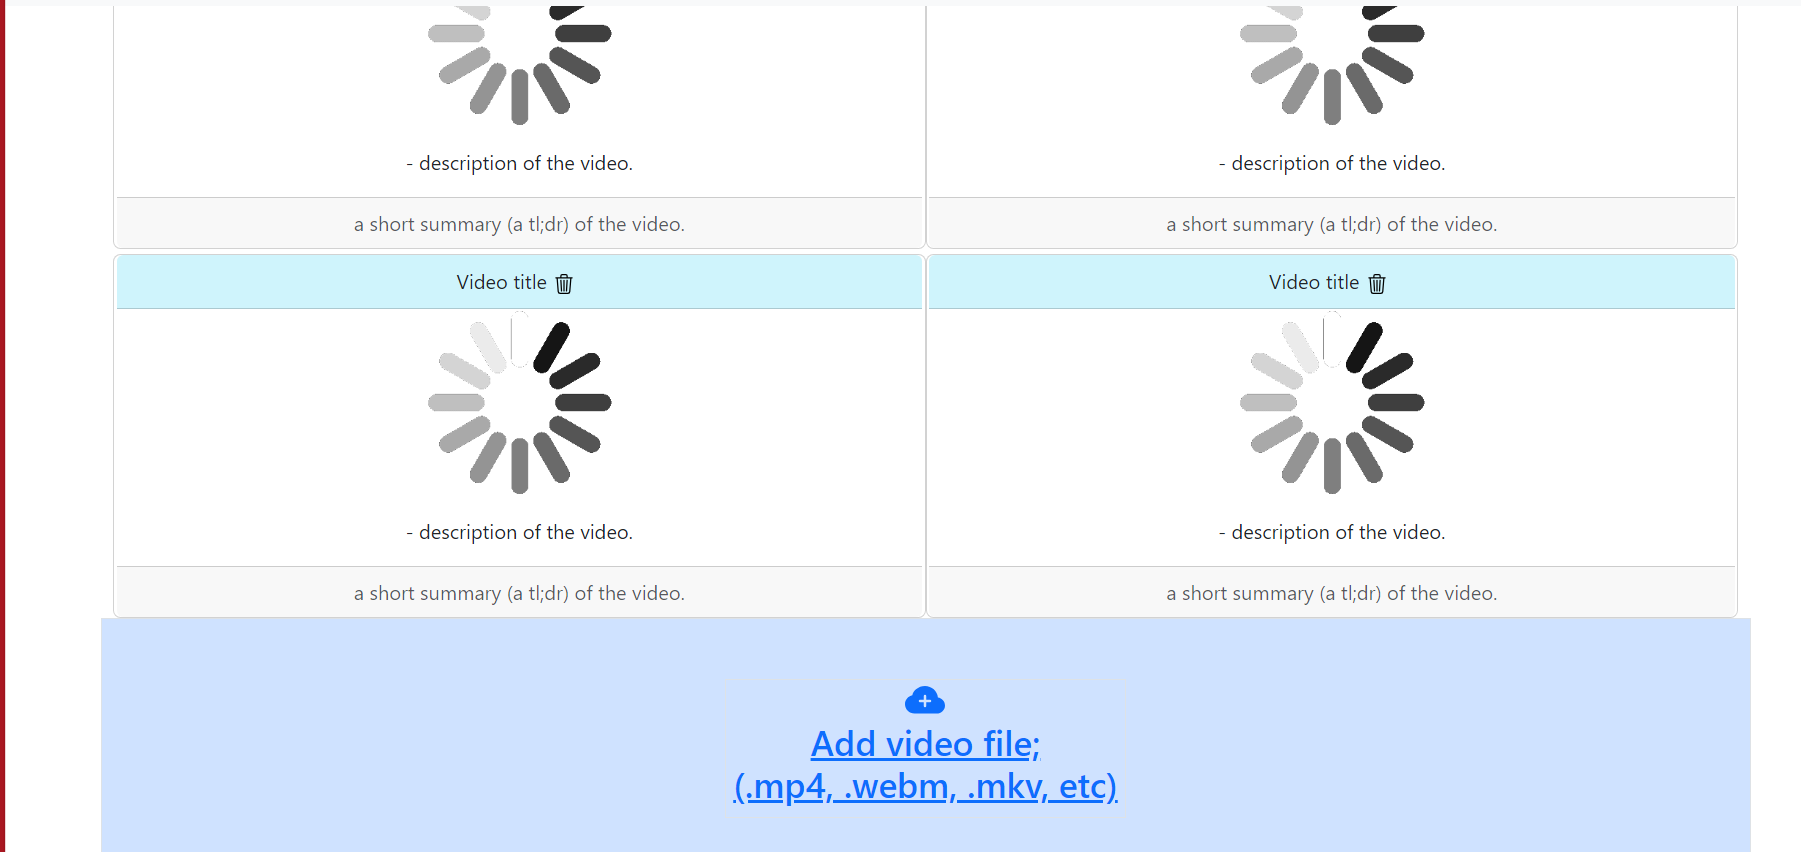 - description of the video.
- description of the video.
a short summary (a tl;dr) of the video.
a short summary (a tl;dr) of the video.
Video title
Video title
- description of the video.
- description of the video.
a short summary (a tl;dr) of the video.
a short summary (a tl;dr) of the video.
Add video file;
(.mp4, .webm, .mkv, etc)